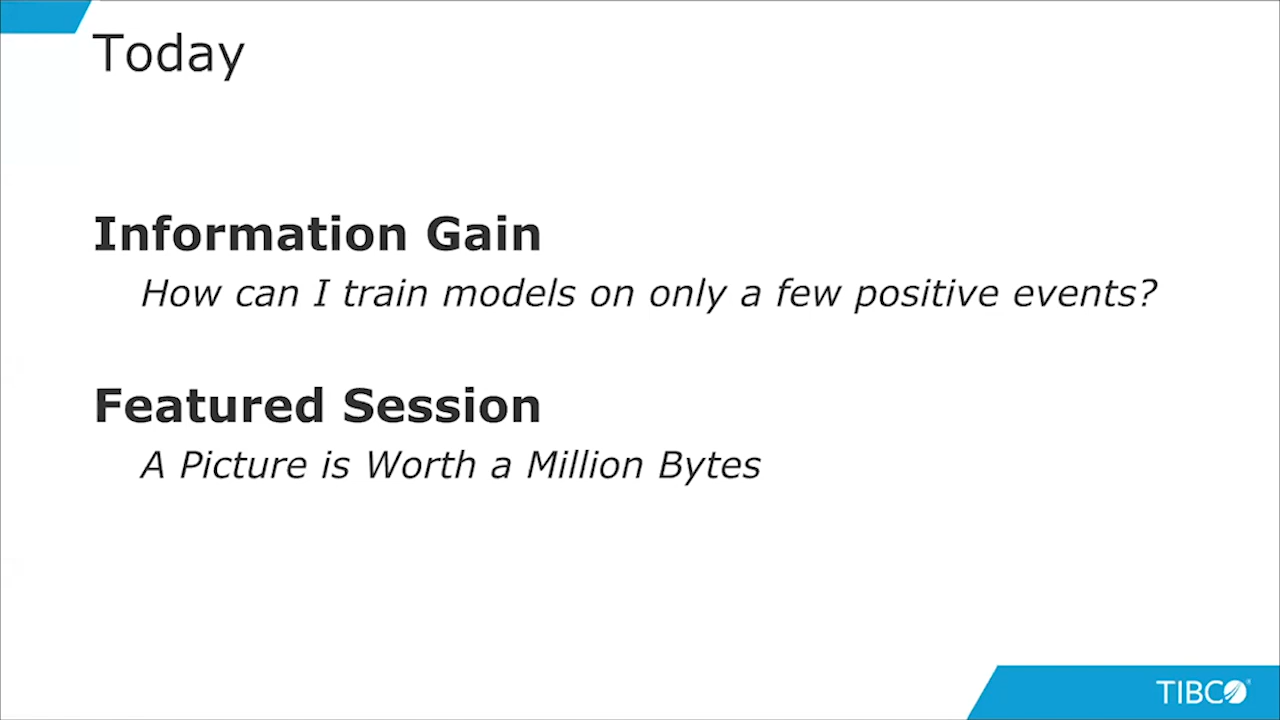 Today
Information Gain
How can I train models on only a few positive events?
Featured Session
A Picture is Worth a Million Bytes
TIBCO®